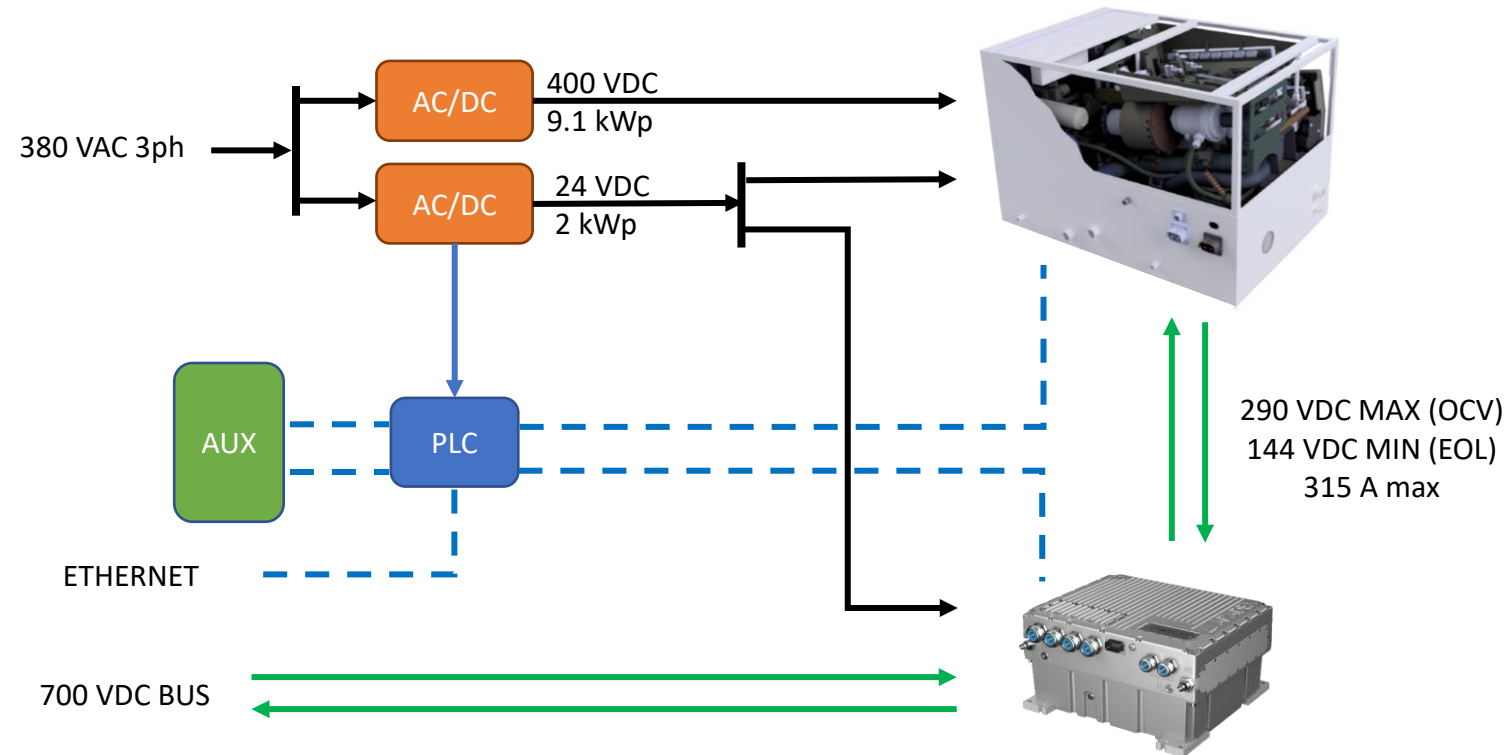 380 VAC 3ph
AC/DC
400 VDC
9.1 kWp
AC/DC
24 VDC
2 kWp
AUX
PLC
ETHERNET
290 VDC MAX (OCV)
144 VDC MIN (EOL)
315 A max
700 VDC BUS